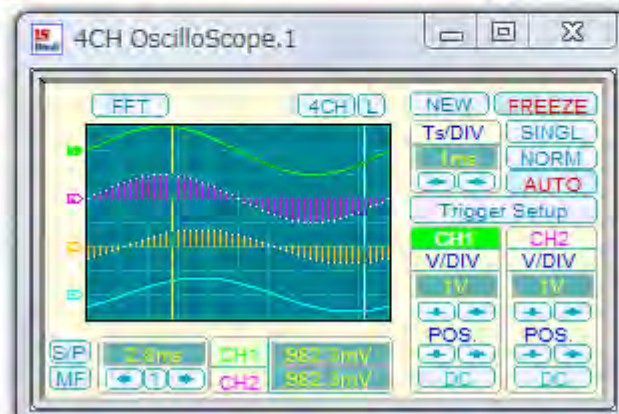 4CH OscilloScope.1
FFT 4CH L NEW FREEZE
Ts/DIV SINGL
1ms NORM
AUTO
Trigger Setup
CH1 CH2
V/DIV V/DIV
1V 1V
POS. POS.
DC DC
S/P 2.8ms CH1 982.3mV
MF 1 CH2 982.3mV